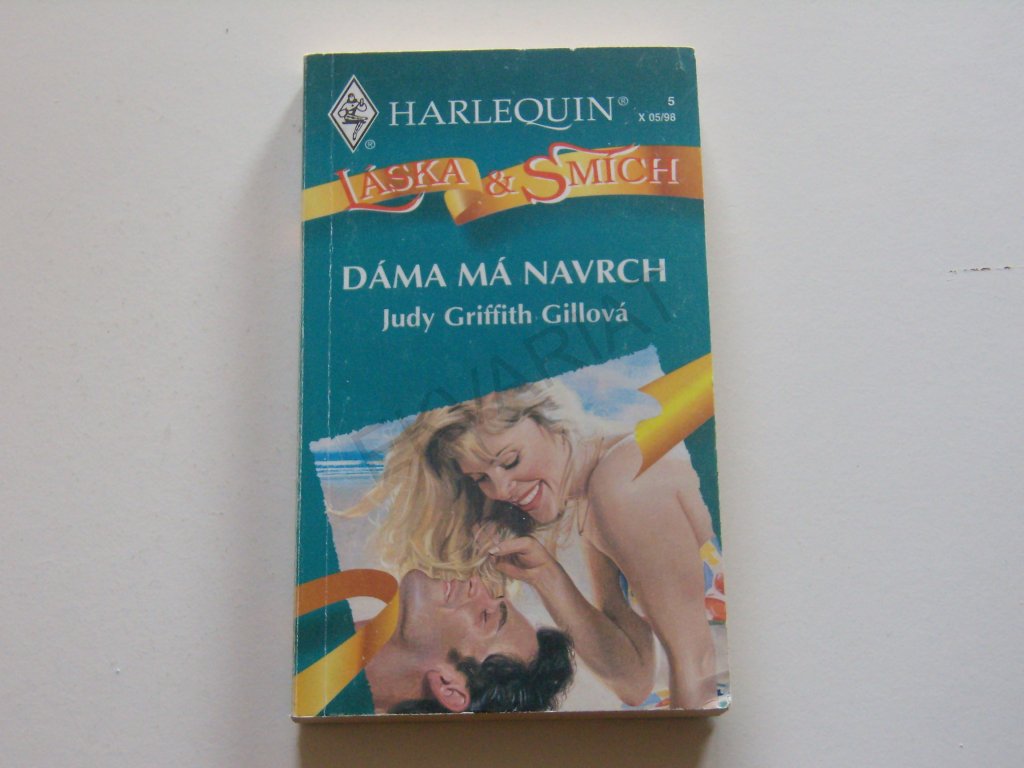 HARLEQUIN®
5
X 05/98
®
LÁSKA & SMÍCH
DÁMA MÁ NAVRCH
Judy Griffith Gillová